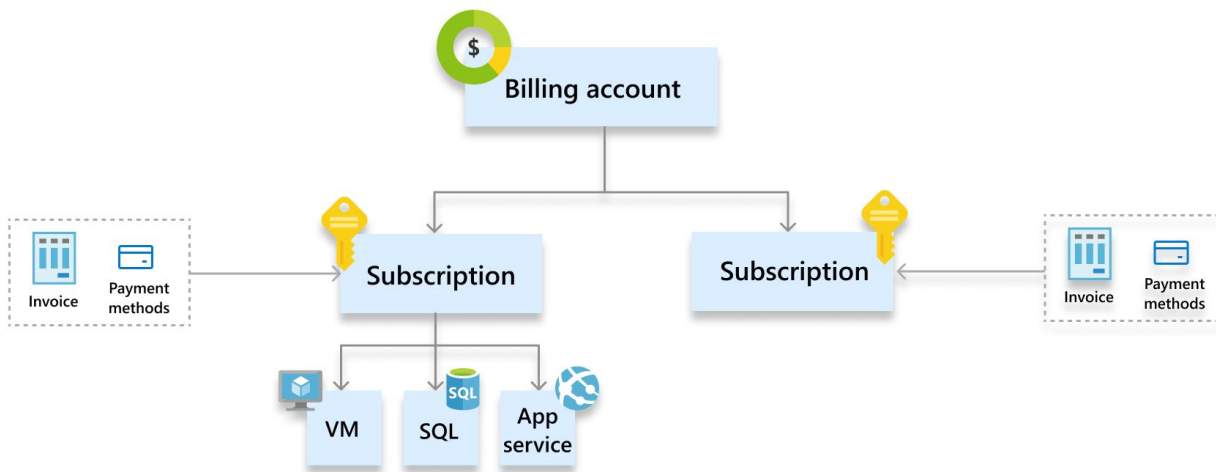 $
Billing account
Subscription
Subscription
Invoice
Payment
methods
Invoice
Payment
methods
VM
SQL
SQL
App
service